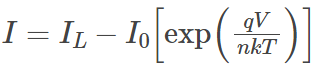 I = I_L − I_0 [exp(qV/nkT)]